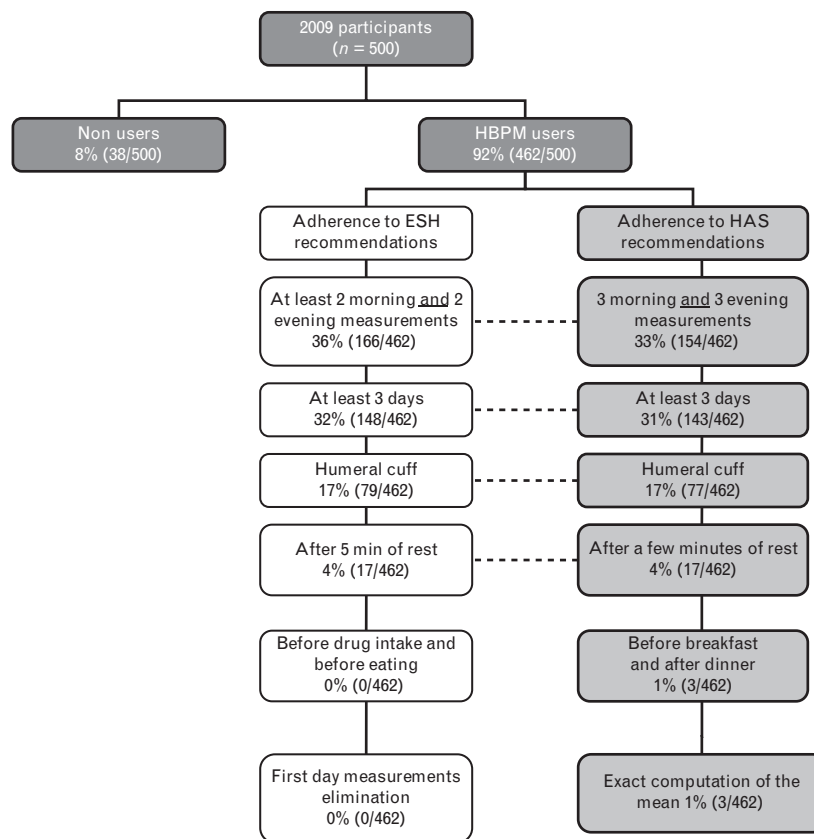 2009 participants
(n = 500)
Non users
8% (38/500)
HBPM users
92% (462/500)
Adherence to ESH
recommendations
Adherence to HAS
recommendations
At least 2 morning and 2
evening measurements
36% (166/462)
3 morning and 3 evening
measurements
33% (154/462)
At least 3 days
32% (148/462)
At least 3 days
31% (143/462)
Humeral cuff
17% (79/462)
Humeral cuff
17% (77/462)
After 5 min of rest
4% (17/462)
After a few minutes of rest
4% (17/462)
Before drug intake and
before eating
0% (0/462)
Before breakfast
and after dinner
1% (3/462)
First day measurements
elimination
0% (0/462)
Exact computation of the
mean 1% (3/462)